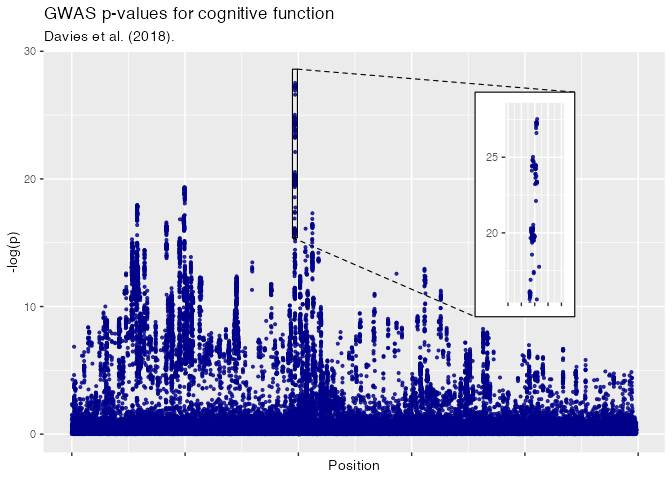 GWAS p-values for cognitive function
Davies et al. (2018).
30
20
10
0
-log(p)
25
20
Position